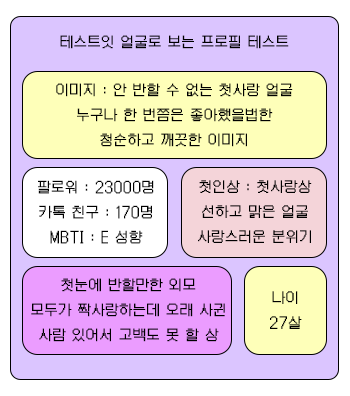 테스트잇 얼굴로 보는 프로필 테스트
이미지 : 안 반할 수 없는 첫사랑 얼굴
누구나 한 번쯤은 좋아했을법한
청순하고 깨끗한 이미지
팔로워 : 23000명
카톡 친구 : 170명
MBTI : E 성향
첫인상 : 첫사랑상
선하고 맑은 얼굴
사랑스러운 분위기
첫눈에 반할만한 외모
모두가 짝사랑하는데 오래 사귄
사람 있어서 고백도 못 할 상
나이
27살